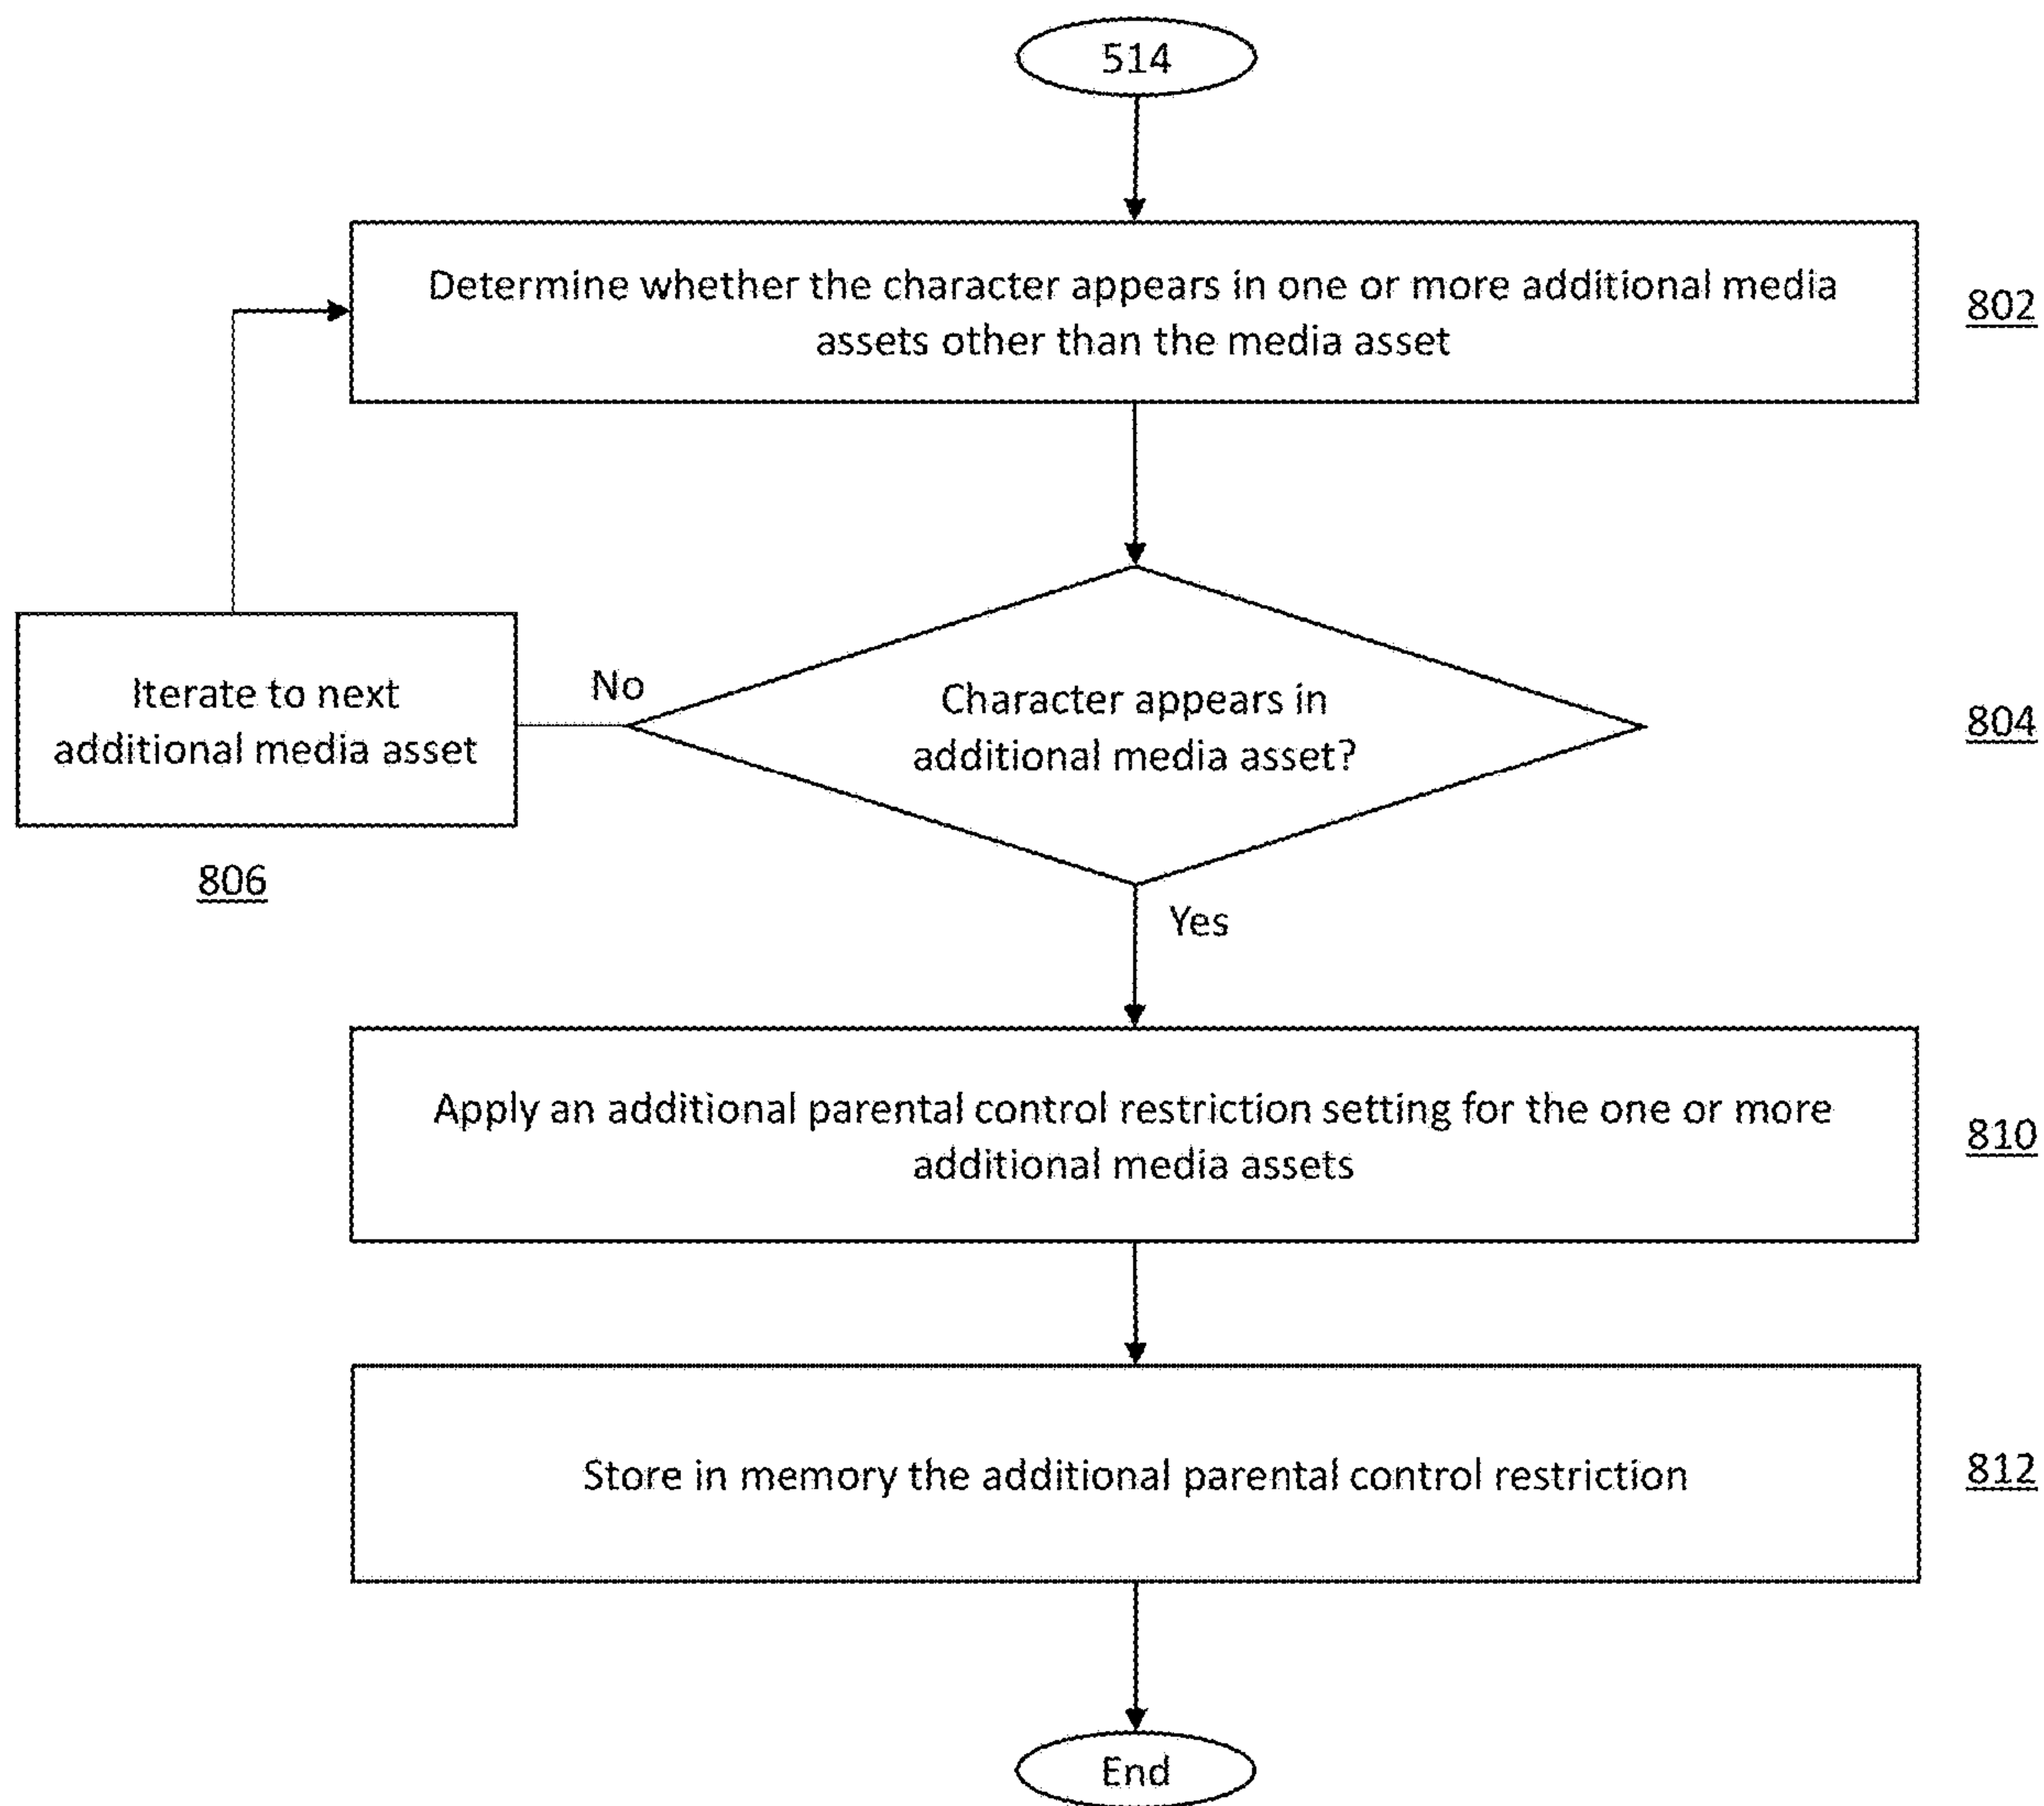 514
Determine whether the character appears in one or more additional media
assets other than the media asset
802
No
Iterate to next
additional media asset
806
Character appears in
additional media asset?
804
Yes
Apply an additional parental control restriction setting for the one or more
additional media assets
810
Store in memory the additional parental control restriction
812
End